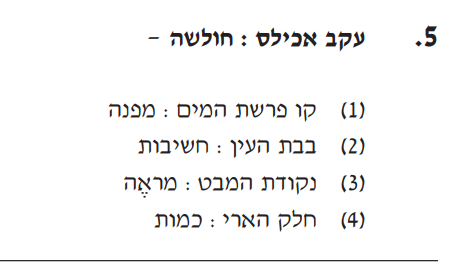 5. עקב אכילס : חולשה –
(1) קו פרשת המים : מפנה
(2) בבת העין : חשיבות
(3) נקודת המבט : מראֶה
(4) חלק הארי : כמות